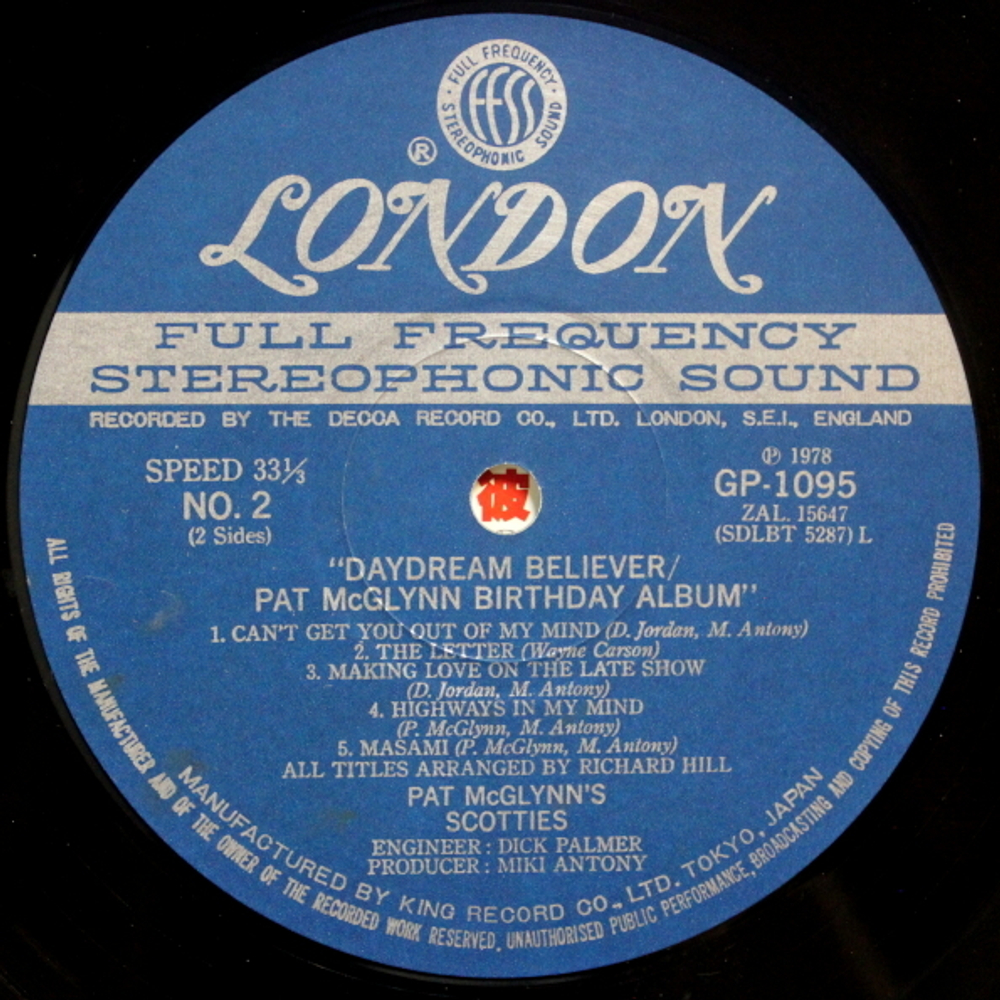 FULL FREQUENCY
FFSS
STEREOPHONIC SOUND
®
LONDON
FULL FREQUENCY
STEREOPHONIC SOUND
RECORDED BY THE DECCA RECORD CO., LTD. LONDON, S.E.I., ENGLAND
SPEED 33⅓
NO. 2
(2 Sides)
℗ 1978
GP-1095
ZAL. 15647
(SDLBT 5287) L
彼
"DAYDREAM BELIEVER/
PAT McGLYNN BIRTHDAY ALBUM"
1. CAN'T GET YOU OUT OF MY MIND (D. Jordan, M. Antony)
2. THE LETTER (Wayne Carson)
3. MAKING LOVE ON THE LATE SHOW
(D. Jordan, M. Antony)
4. HIGHWAYS IN MY MIND
(P. McGlynn, M. Antony)
5. MASAMI (P. McGlynn, M. Antony)
ALL TITLES ARRANGED BY RICHARD HILL
PAT McGLYNN'S
SCOTTIES
ENGINEER : DICK PALMER
PRODUCER : MIKI ANTONY
MANUFACTURED BY KING RECORD CO., LTD. TOKYO, JAPAN
ALL RIGHTS OF THE MANUFACTURER AND OF THE OWNER OF THE RECORDED WORK RESERVED, UNAUTHORISED PUBLIC PERFORMANCE, BROADCASTING AND COPYING OF THIS RECORD PROHIBITED